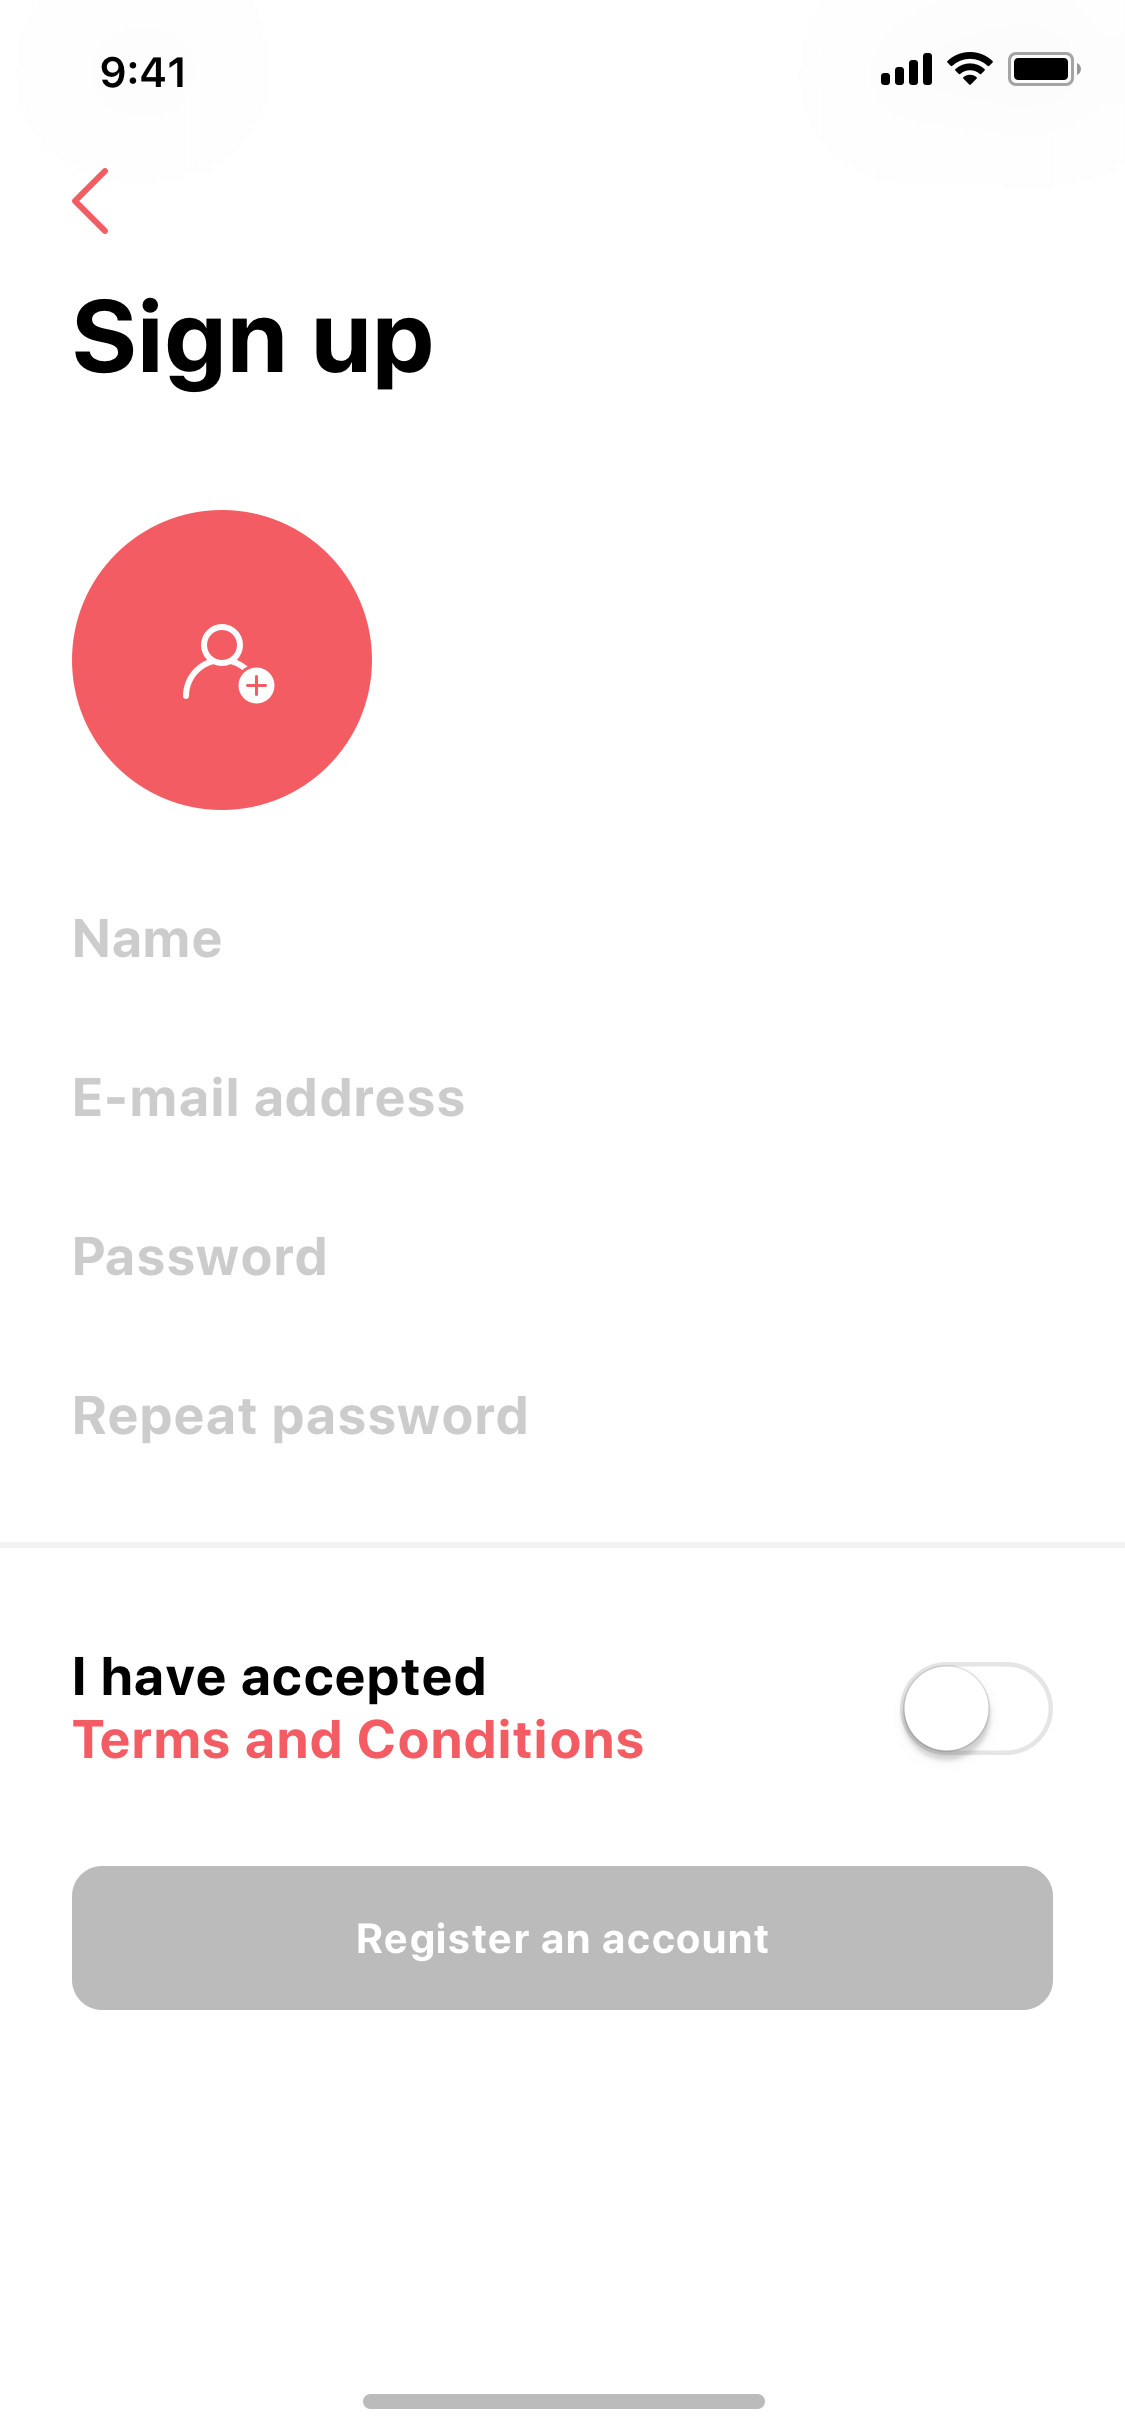 9:41
Sign up
Name
E-mail address
Password
Repeat password
I have accepted
Terms and Conditions
Register an account